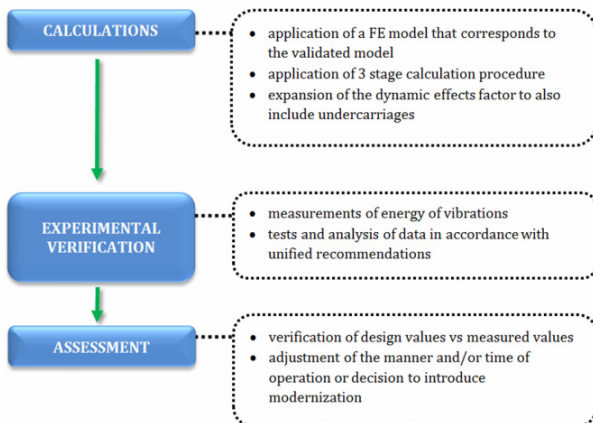 CALCULATIONS
• application of a FE model that corresponds to
the validated model
• application of 3 stage calculation procedure
• expansion of the dynamic effects factor to also
include undercarriages
EXPERIMENTAL
VERIFICATION
• measurements of energy of vibrations
• tests and analysis of data in accordance with
unified recommendations
ASSESSMENT
• verification of design values vs measured values
• adjustment of the manner and/or time of
operation or decision to introduce
modernization